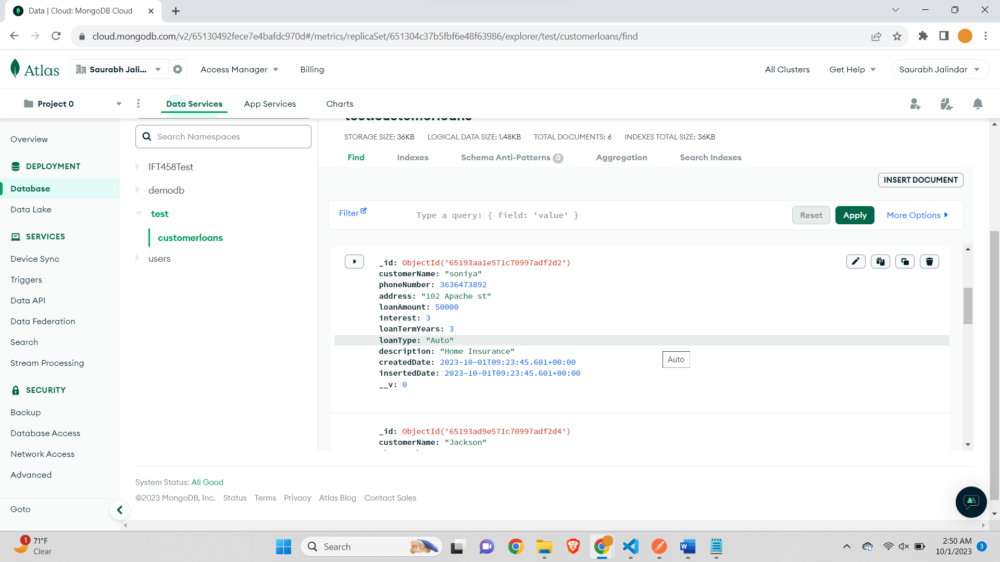 Data | Cloud: MongoDB Cloud
cloud.mongodb.com/v2/65130492fece7e4bafdc970d#/metrics/replicaSet/651304c37b5fbf6e48f63986/explorer/test/customerloans/find
Atlas
Saurabh Jali...
Access Manager
Billing
All Clusters
Get Help
Saurabh Jalindar
Project 0
Data Services
App Services
Charts
Overview
DEPLOYMENT
Database
Data Lake
SERVICES
Device Sync
Triggers
Data API
Data Federation
Search
Stream Processing
SECURITY
Backup
Database Access
Network Access
Advanced
Goto
Search Namespaces
IFT458Test
demodb
test
customerloans
users
test.customerloans
STORAGE SIZE: 36KB LOGICAL DATA SIZE: 1.48KB TOTAL DOCUMENTS: 6 INDEXES TOTAL SIZE: 36KB
Find Indexes Schema Anti-Patterns 0 Aggregation Search Indexes
INSERT DOCUMENT
Filter Type a query: { field: 'value' } Reset Apply More Options
_id: ObjectId('65193aa1e571c70997adf2d2')
customerName: "soniya"
phoneNumber: 3636473892
address: "102 Apache st"
loanAmount: 50000
interest: 3
loanTermYears: 3
loanType: "Auto"
description: "Home Insurance"
Auto
createdDate: 2023-10-01T09:23:45.601+00:00
insertedDate: 2023-10-01T09:23:45.601+00:00
__v: 0
_id: ObjectId('65193ad9e571c70997adf2d4')
customerName: "Jackson"
System Status: All Good
©2023 MongoDB, Inc. Status Terms Privacy Atlas Blog Contact Sales
1
71°F
Clear
Search
2:50 AM
10/1/2023
3